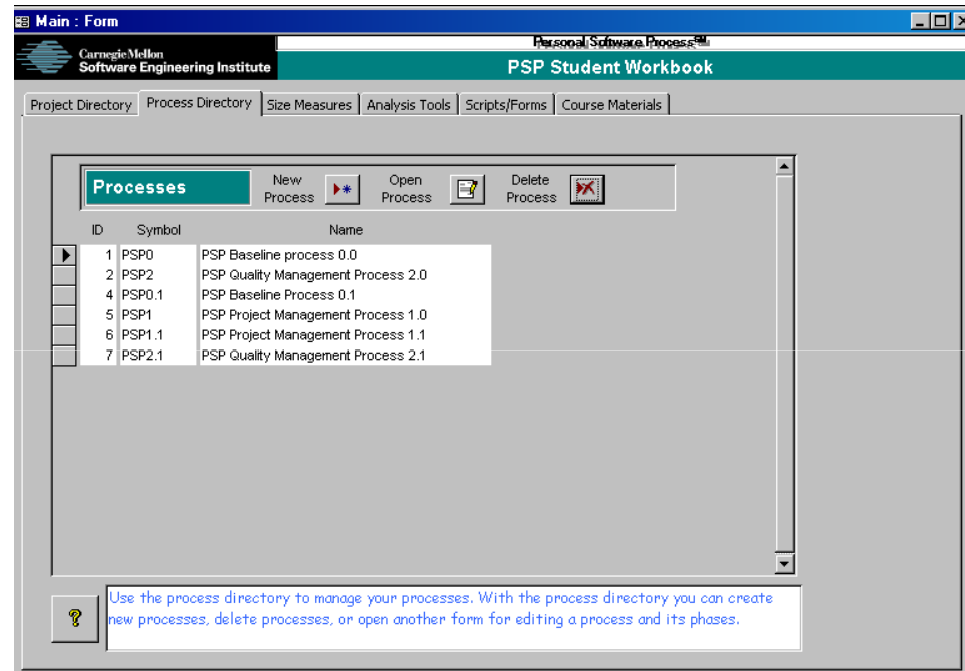 Main : Form
Personal Software Process SM
Carnegie Mellon
Software Engineering Institute
PSP Student Workbook
Project Directory Process Directory Size Measures Analysis Tools Scripts/Forms Course Materials
Processes New Process Open Process Delete Process
ID Symbol Name
1 PSP0 PSP Baseline process 0.0
2 PSP2 PSP Quality Management Process 2.0
4 PSP0.1 PSP Baseline Process 0.1
5 PSP1 PSP Project Management Process 1.0
6 PSP1.1 PSP Project Management Process 1.1
7 PSP2.1 PSP Quality Management Process 2.1
? Use the process directory to manage your processes. With the process directory you can create
new processes, delete processes, or open another form for editing a process and its phases.